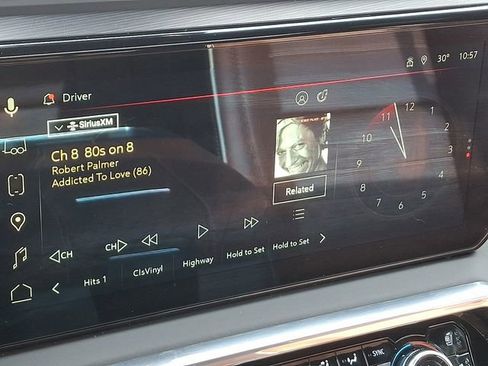 30° 10:57
Driver
SiriusXM
Ch 8 80s on 8
Robert Palmer
Addicted To Love (86)
Related
12
1
2
3
4
5
6
7
8
9
10
11
CH
CH
Hits 1
ClsVinyl
Highway
Hold to Set
Hold to Set
SYNC